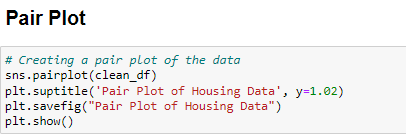 Pair Plot
# Creating a pair plot of the data
sns.pairplot(clean_df)
plt.suptitle('Pair Plot of Housing Data', y=1.02)
plt.savefig("Pair Plot of Housing Data")
plt.show()